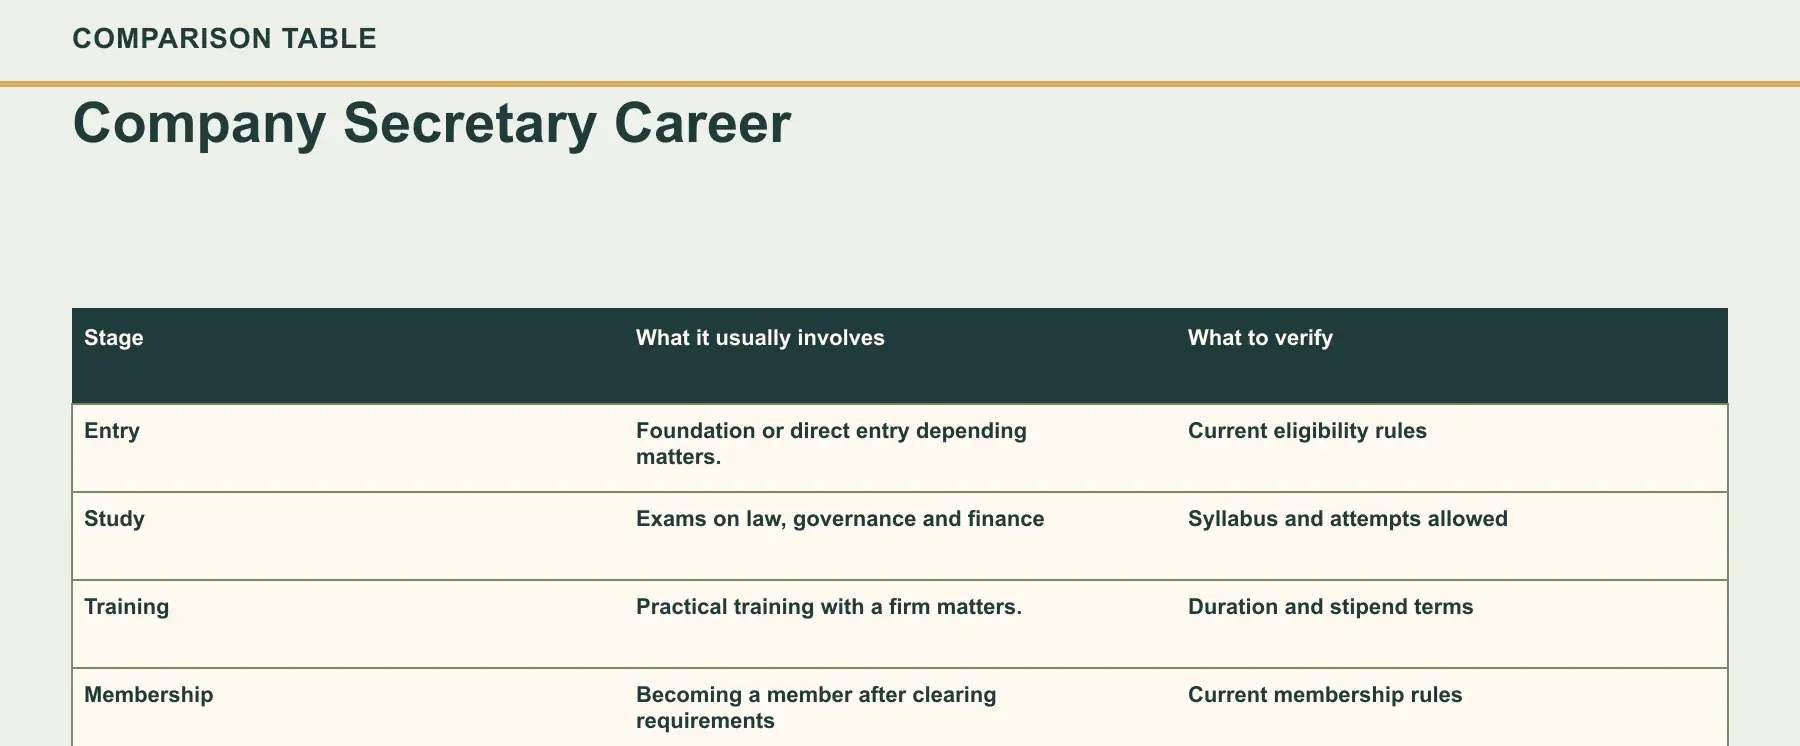 COMPARISON TABLE
Company Secretary Career
Stage
What it usually involves
What to verify
Entry
Foundation or direct entry depending
matters.
Current eligibility rules
Study
Exams on law, governance and finance
Syllabus and attempts allowed
Training
Practical training with a firm matters.
Duration and stipend terms
Membership
Becoming a member after clearing
requirements
Current membership rules